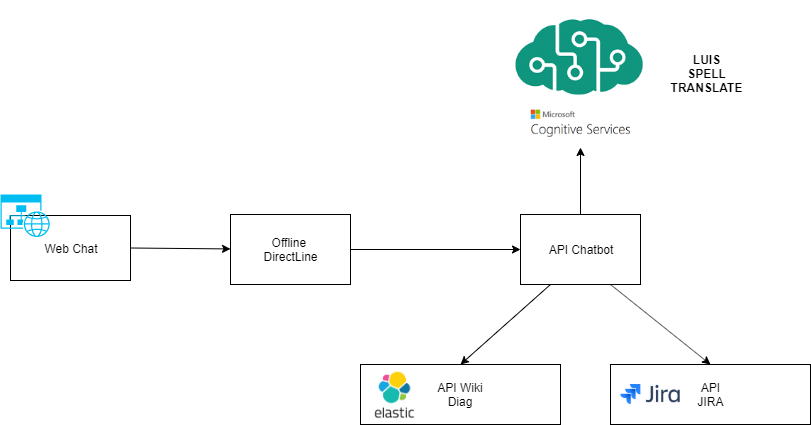 LUIS
SPELL
TRANSLATE
Microsoft
Cognitive Services
Web Chat
Offline
DirectLine
API Chatbot
elastic
API Wiki
Diag
Jira
API
JIRA